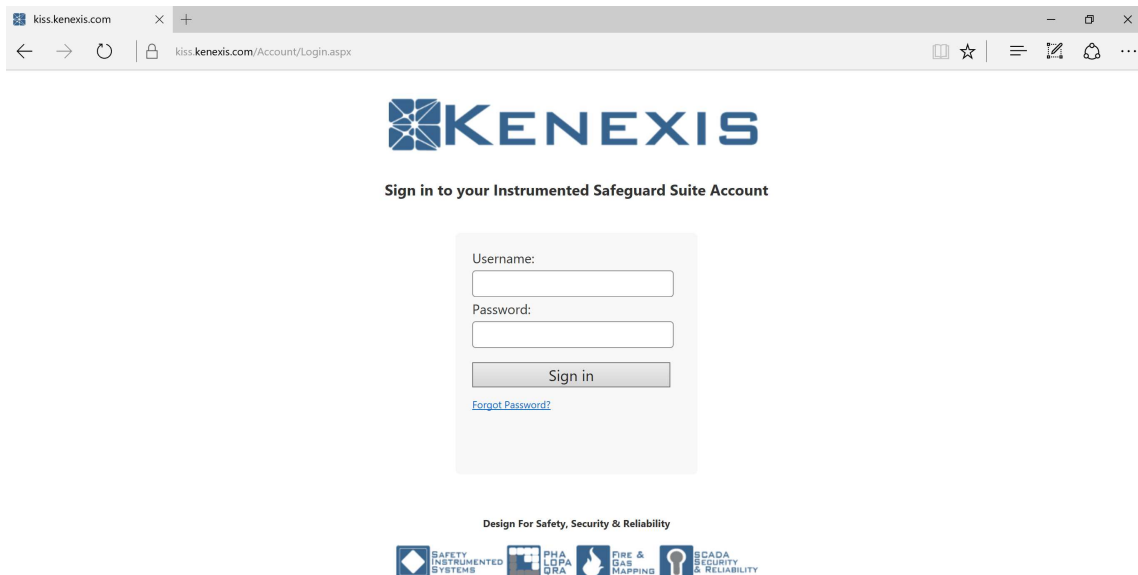 kiss.kenexis.com
kiss.kenexis.com/Account/Login.aspx
KENEXIS
Sign in to your Instrumented Safeguard Suite Account
Username:
Password:
Sign in
Forgot Password?
Design For Safety, Security & Reliability
SAFETY INSTRUMENTED SYSTEMS
PHA LOPA QRA
FIRE & GAS MAPPING
SCADA SECURITY & RELIABILITY